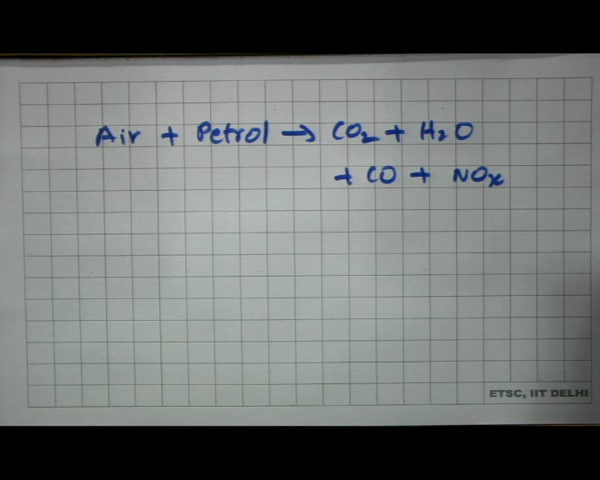 Air + Petrol → CO₂ + H₂O
+ CO + NOx
ETSC, IIT DELHI